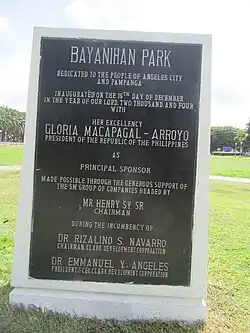 BAYANIHAN PARK
DEDICATED TO THE PEOPLE OF ANGELES CITY
AND PAMPANGA
INAUGURATED ON THE 16TH DAY OF DECEMBER
IN THE YEAR OF OUR LORD, TWO THOUSAND AND FOUR
WITH
HER EXCELLENCY
GLORIA MACAPAGAL - ARROYO
PRESIDENT OF THE REPUBLIC OF THE PHILIPPINES
AS
PRINCIPAL SPONSOR
MADE POSSIBLE THROUGH THE GENEROUS SUPPORT OF
THE SM GROUP OF COMPANIES HEADED BY
MR. HENRY SY, SR.
CHAIRMAN
DURING THE INCUMBENCY OF
DR. RIZALINO S. NAVARRO
CHAIRMAN, CLARK DEVELOPMENT CORPORATION
DR. EMMANUEL Y. ANGELES
PRESIDENT / CEO, CLARK DEVELOPMENT CORPORATION